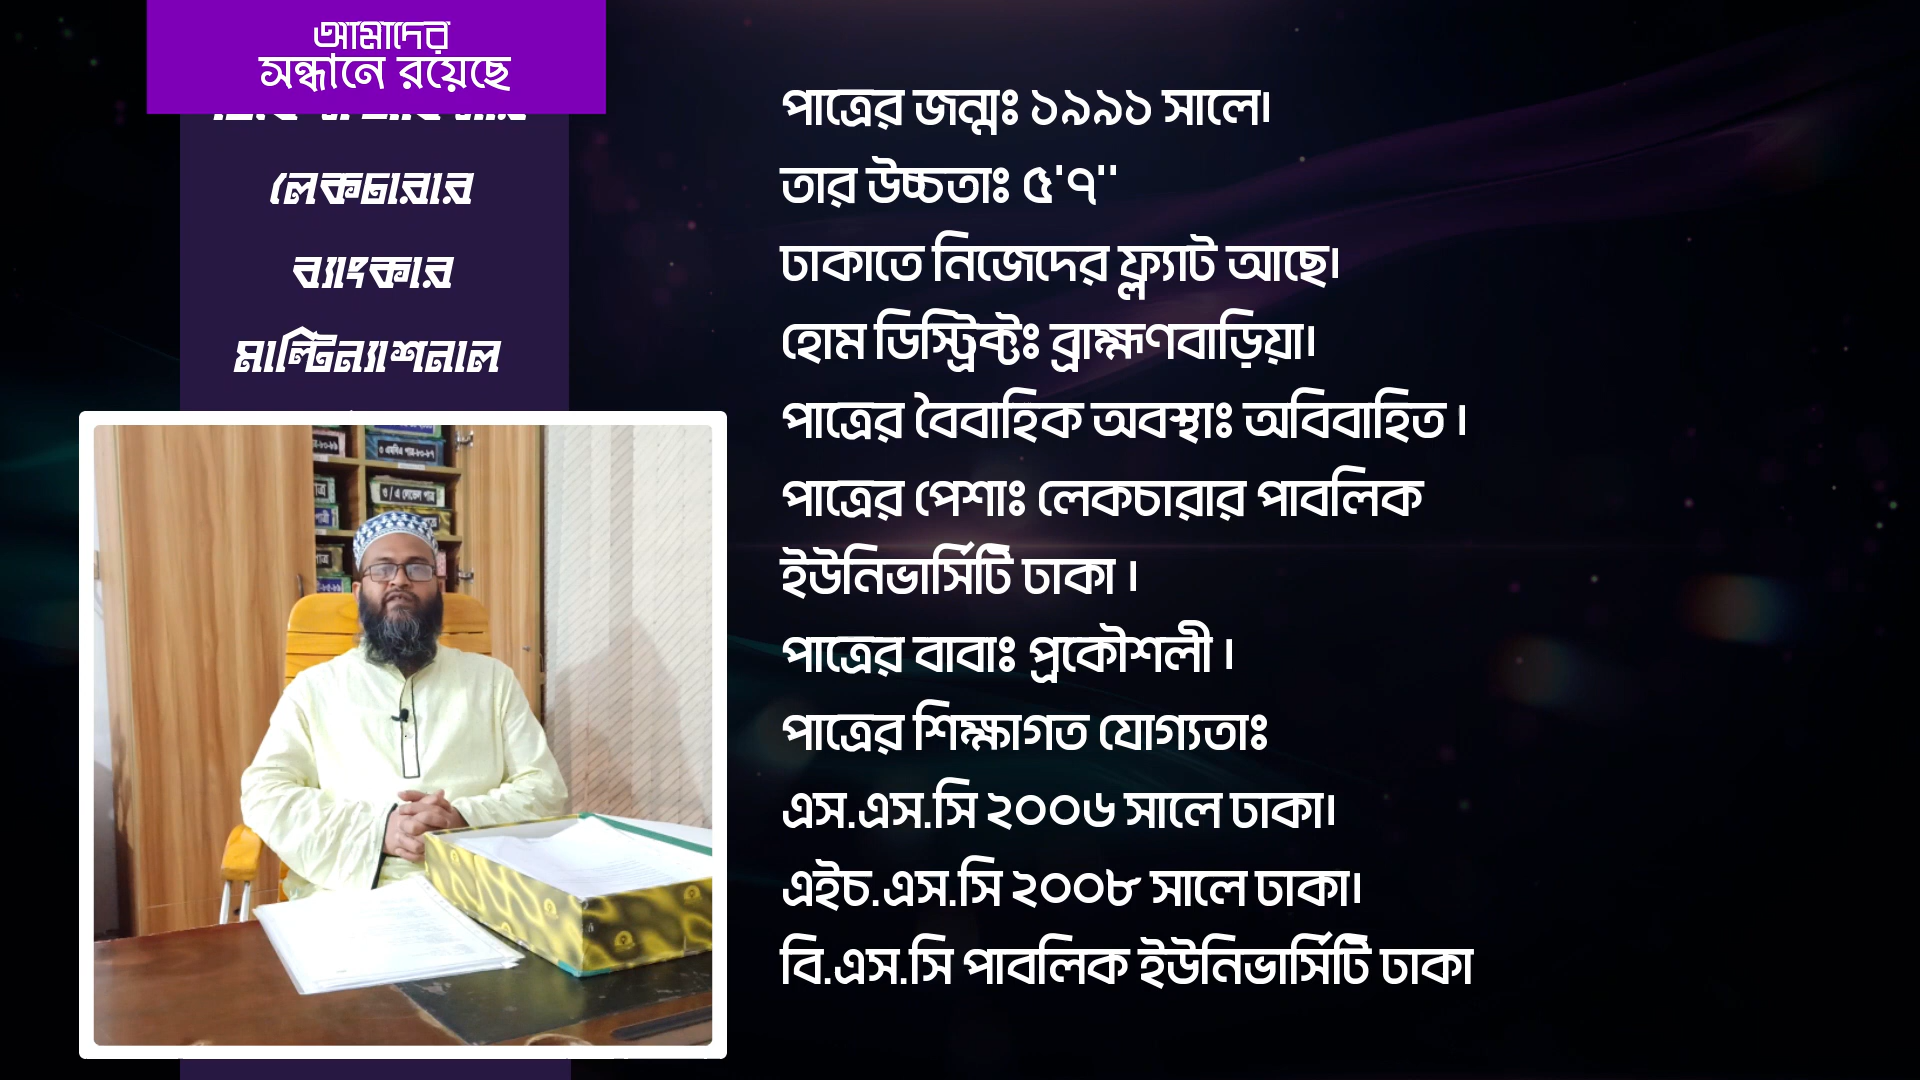 আমাদের
সন্ধানে রয়েছে
লেকচারার
ব্যাংকার
মাল্টিন্যাশনাল
পাত্রের জন্মঃ ১৯৯১ সালে।
তার উচ্চতাঃ ৫'৭''
ঢাকাতে নিজেদের ফ্ল্যাট আছে।
হোম ডিস্ট্রিক্টঃ ব্রাহ্মণবাড়িয়া।
পাত্রের বৈবাহিক অবস্থাঃ অবিবাহিত ।
পাত্রের পেশাঃ লেকচারার পাবলিক
ইউনিভার্সিটি ঢাকা ।
পাত্রের বাবাঃ প্রকৌশলী ।
পাত্রের শিক্ষাগত যোগ্যতাঃ
এস.এস.সি ২০০৬ সালে ঢাকা।
এইচ.এস.সি ২০০৮ সালে ঢাকা।
বি.এস.সি পাবলিক ইউনিভার্সিটি ঢাকা
ও / এ লেভেল পাত্র